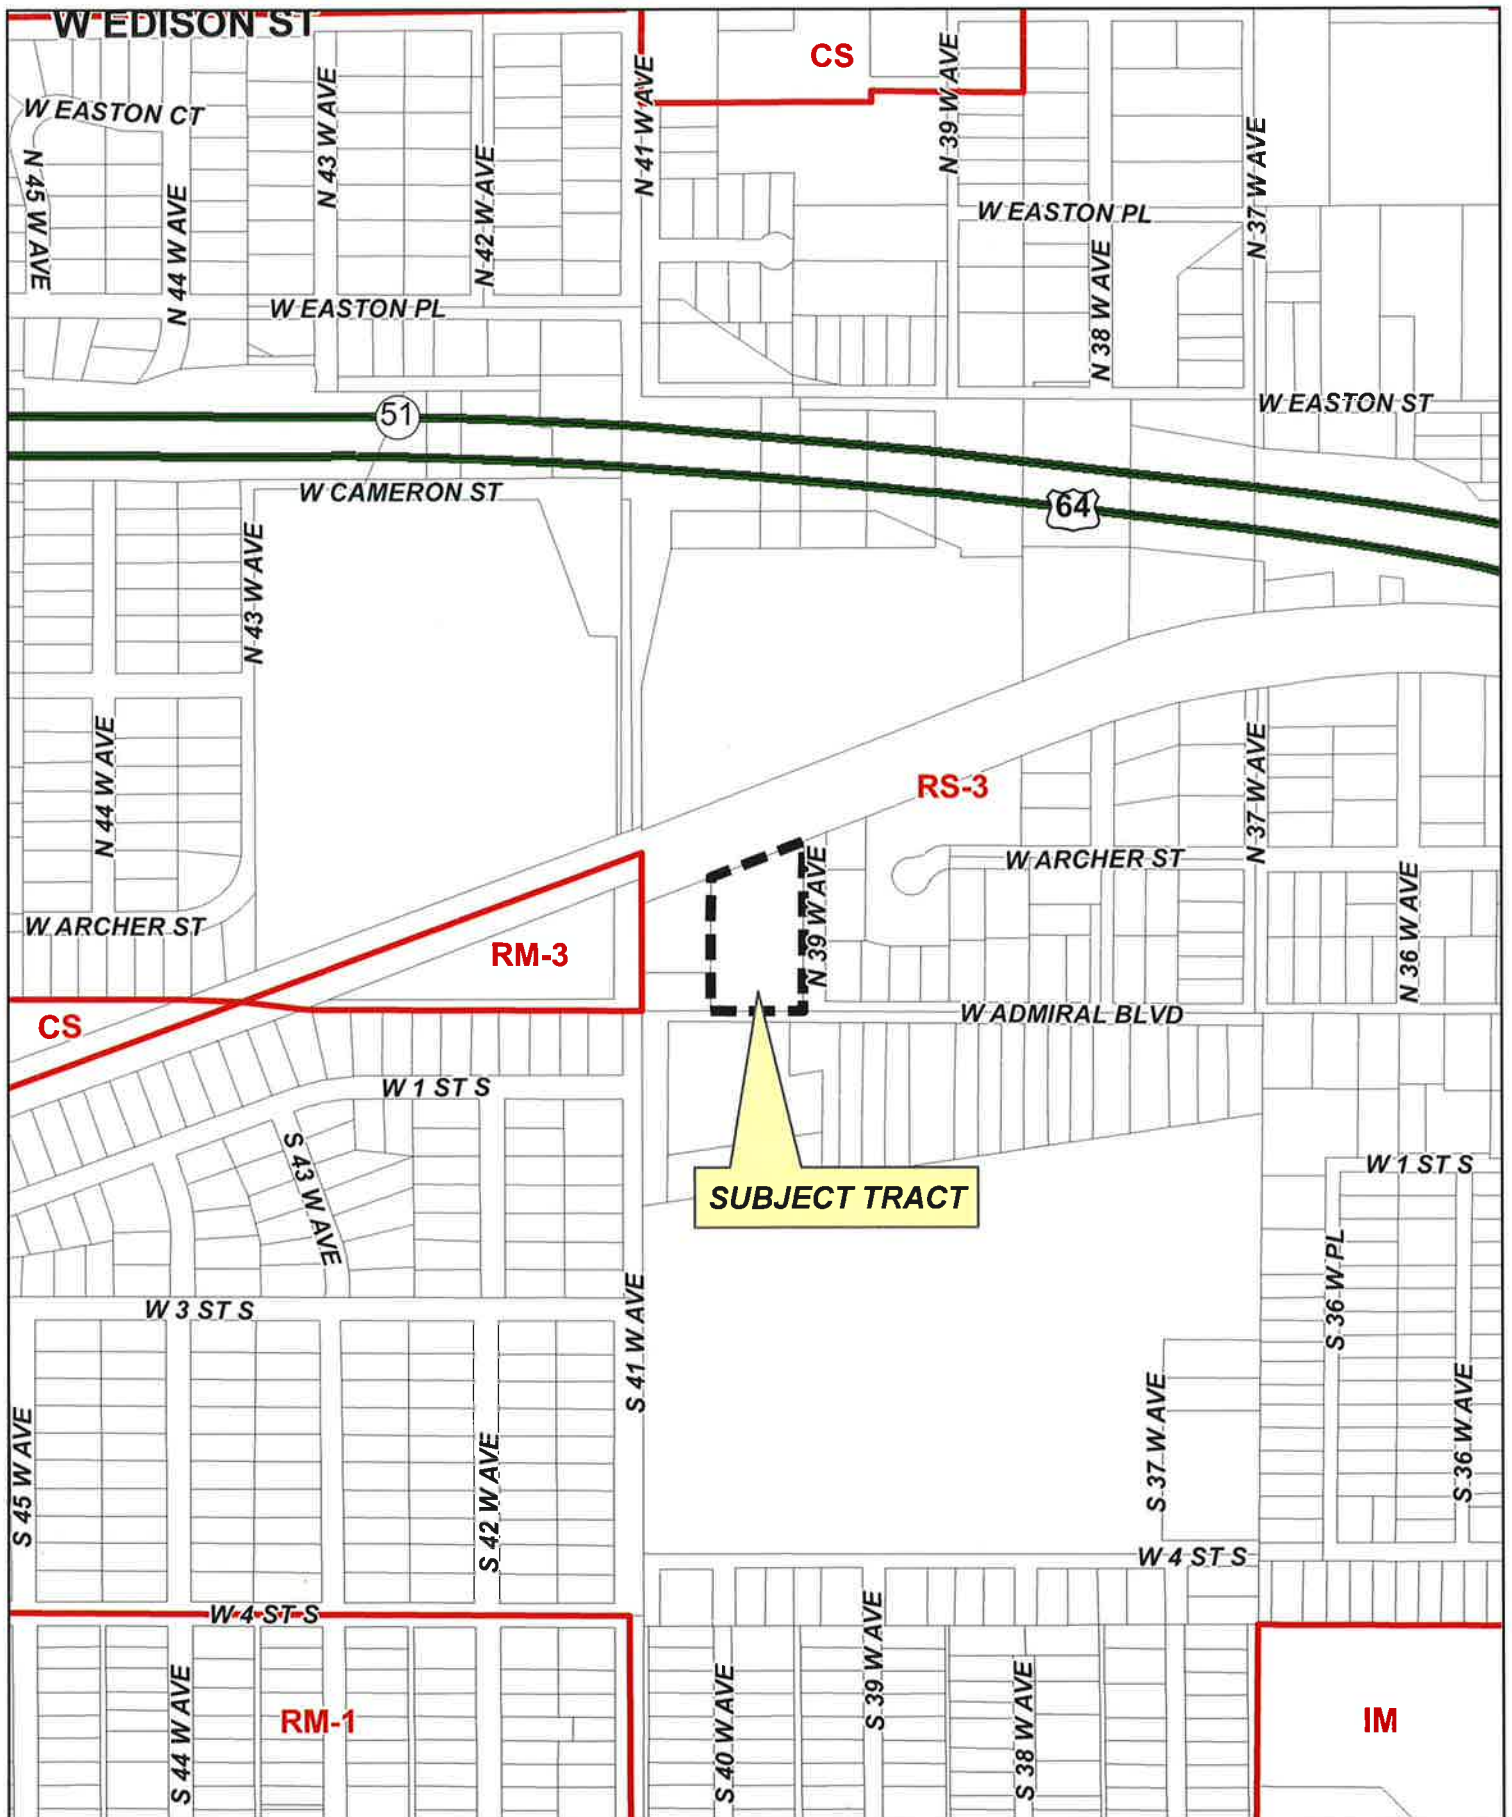 W EDISON ST
CS
W EASTON CT
N 43 W AVE
N 41 W AVE
N 39 W AVE
N 45 W AVE
N 44 W AVE
N 42 W AVE
N 37 W AVE
W EASTON PL
N 38 W AVE
W EASTON PL
W EASTON ST
51
W CAMERON ST
64
N 43 W AVE
N 44 W AVE
RS-3
N 37 W AVE
W ARCHER ST
N 39 W AVE
N 36 W AVE
W ARCHER ST
RM-3
CS
W ADMIRAL BLVD
W 1 ST S
S 43 W AVE
W 1 ST S
SUBJECT TRACT
S 36 W PL
W 3 ST S
S 41 W AVE
S 37 W AVE
S 36 W AVE
S 45 W AVE
S 42 W AVE
W 4 ST S
W 4 ST S
S 39 W AVE
S 44 W AVE
RM-1
S 40 W AVE
S 38 W AVE
IM